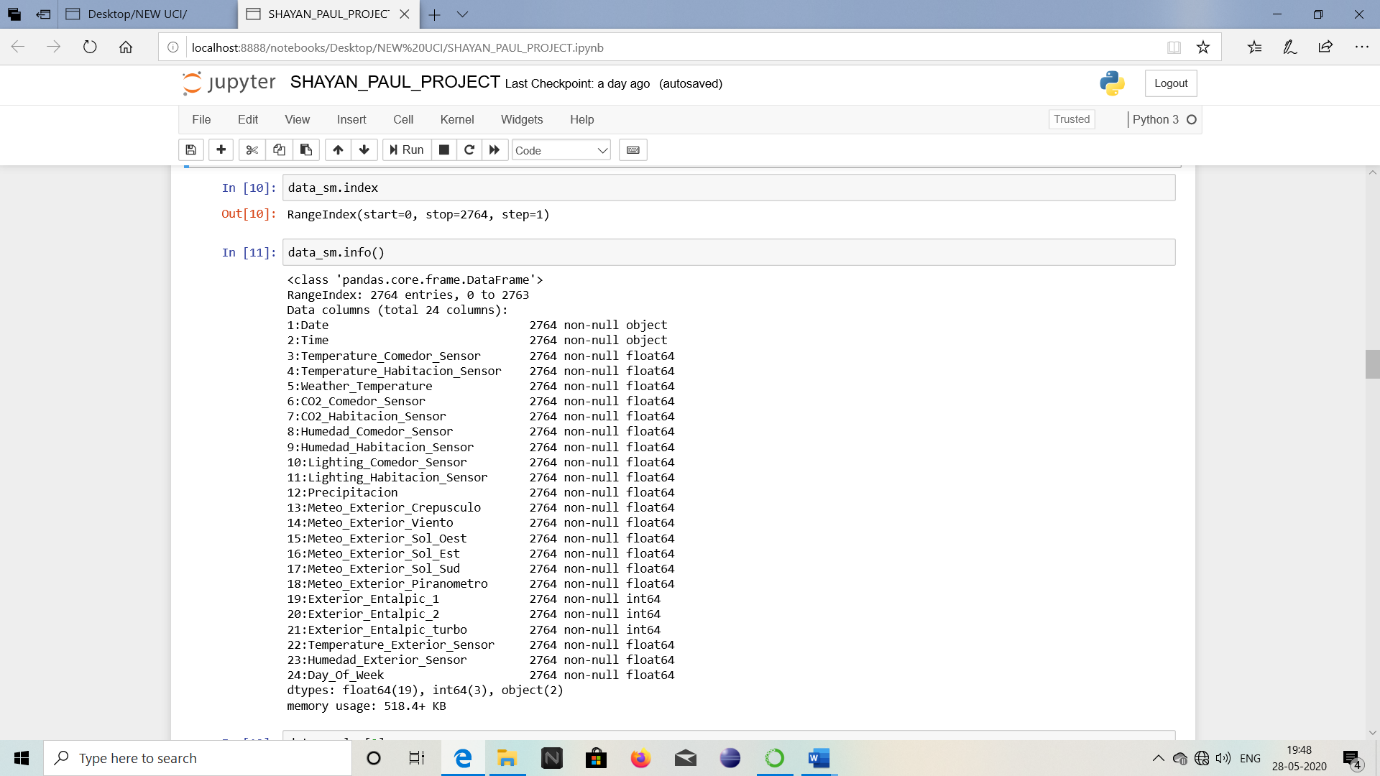 Desktop/NEW UCI/
SHAYAN_PAUL_PROJECT
localhost:8888/notebooks/Desktop/NEW%20UCI/SHAYAN_PAUL_PROJECT.ipynb
jupyter SHAYAN_PAUL_PROJECT Last Checkpoint: a day ago (autosaved)
Logout
File Edit View Insert Cell Kernel Widgets Help
Trusted
Python 3
Run
Code
In [10]: data_sm.index
Out[10]: RangeIndex(start=0, stop=2764, step=1)
In [11]: data_sm.info()
<class 'pandas.core.frame.DataFrame'>
RangeIndex: 2764 entries, 0 to 2763
Data columns (total 24 columns):
1:Date 2764 non-null object
2:Time 2764 non-null object
3:Temperature_Comedor_Sensor 2764 non-null float64
4:Temperature_Habitacion_Sensor 2764 non-null float64
5:Weather_Temperature 2764 non-null float64
6:CO2_Comedor_Sensor 2764 non-null float64
7:CO2_Habitacion_Sensor 2764 non-null float64
8:Humedad_Comedor_Sensor 2764 non-null float64
9:Humedad_Habitacion_Sensor 2764 non-null float64
10:Lighting_Comedor_Sensor 2764 non-null float64
11:Lighting_Habitacion_Sensor 2764 non-null float64
12:Precipitacion 2764 non-null float64
13:Meteo_Exterior_Crepusculo 2764 non-null float64
14:Meteo_Exterior_Viento 2764 non-null float64
15:Meteo_Exterior_Sol_Oest 2764 non-null float64
16:Meteo_Exterior_Sol_Est 2764 non-null float64
17:Meteo_Exterior_Sol_Sud 2764 non-null float64
18:Meteo_Exterior_Piranometro 2764 non-null float64
19:Exterior_Entalpic_1 2764 non-null int64
20:Exterior_Entalpic_2 2764 non-null int64
21:Exterior_Entalpic_turbo 2764 non-null int64
22:Temperature_Exterior_Sensor 2764 non-null float64
23:Humedad_Exterior_Sensor 2764 non-null float64
24:Day_Of_Week 2764 non-null float64
dtypes: float64(19), int64(3), object(2)
memory usage: 518.4+ KB
Type here to search
ENG
19:48
28-05-2020
4